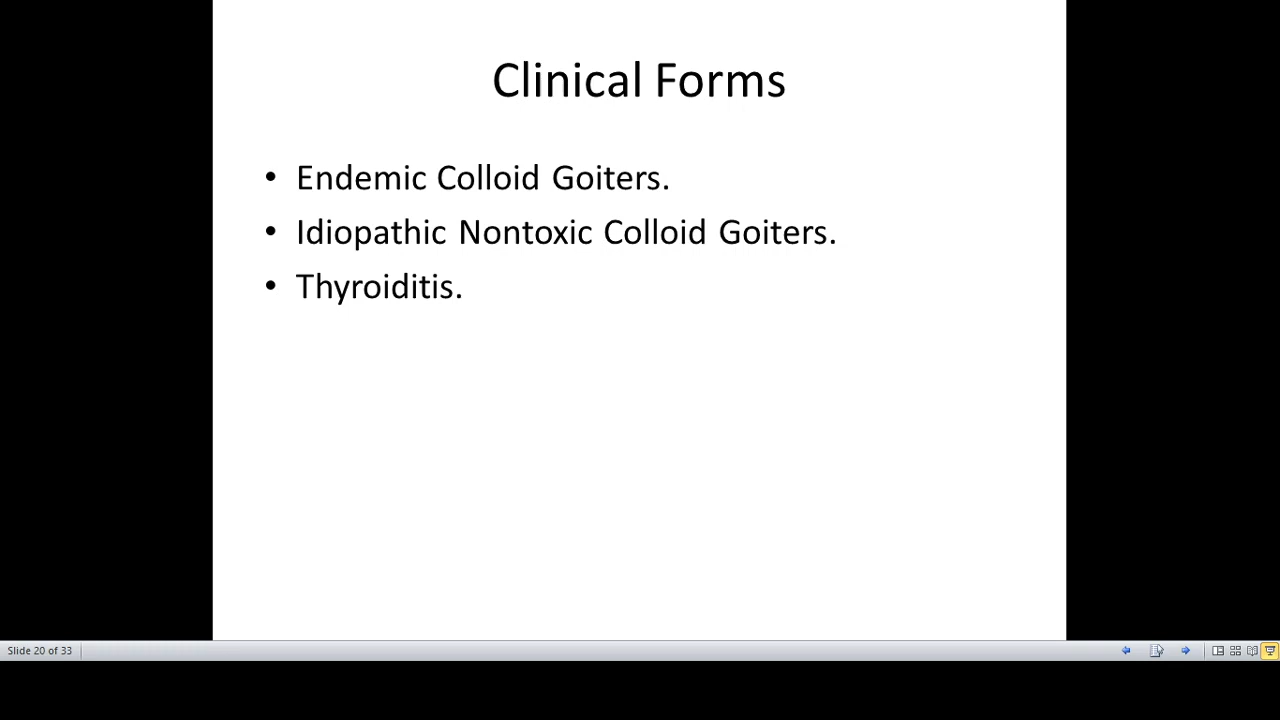 Clinical Forms
• Endemic Colloid Goiters.
• Idiopathic Nontoxic Colloid Goiters.
• Thyroiditis.
Slide 20 of 33